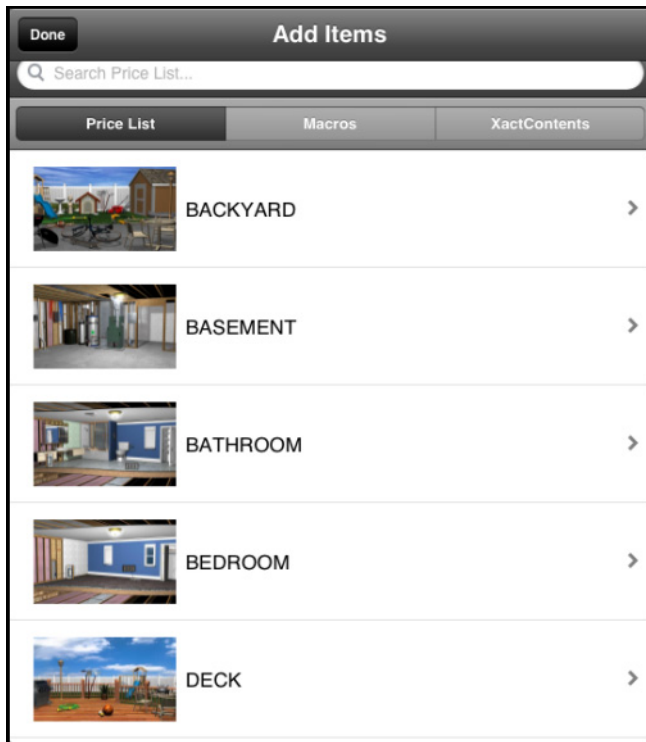 Done
Add Items
Search Price List...
Price List
Macros
XactContents
BACKYARD
BASEMENT
BATHROOM
BEDROOM
DECK